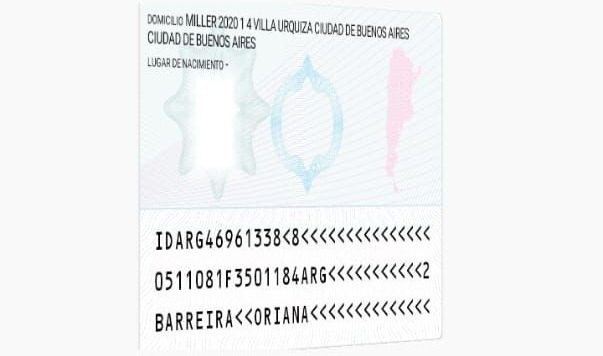 DOMICILIO MILLER 2020 1 4 VILLA URQUIZA CIUDAD DE BUENOS AIRES
CIUDAD DE BUENOS AIRES
LUGAR DE NACIMIENTO -
IDARG46961338<8<<<<<<<<<<<<<<<
0511081F3501184ARG<<<<<<<<<<<2
BARREIRA<<ORIANA<<<<<<<<<<<<<<